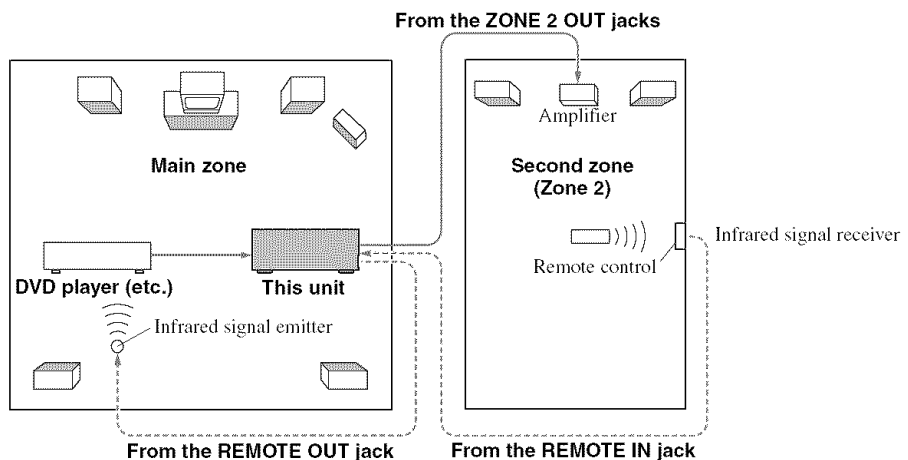 From the ZONE 2 OUT jacks
Amplifier
Main zone
Second zone
(Zone 2)
Infrared signal receiver
Remote control
DVD player (etc.)
This unit
Infrared signal emitter
From the REMOTE OUT jack
From the REMOTE IN jack